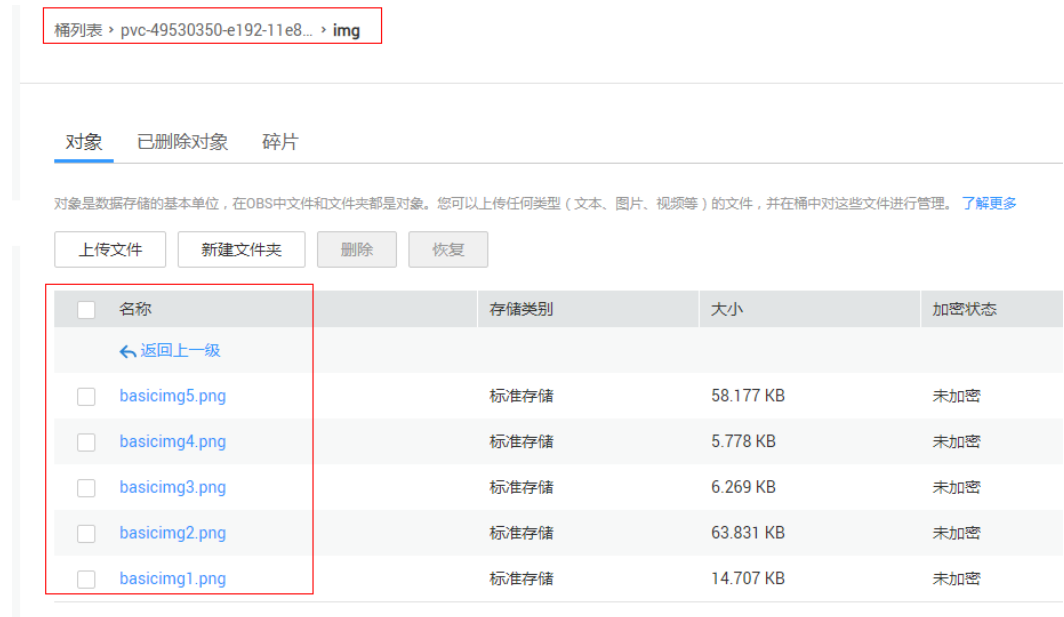 桶列表 › pvc-49530350-e192-11e8... › img
对象 已删除对象 碎片
对象是数据存储的基本单位，在OBS中文件和文件夹都是对象。您可以上传任何类型（文本、图片、视频等）的文件，并在桶中对这些文件进行管理。 了解更多
上传文件 新建文件夹 删除 恢复
名称 存储类别 大小 加密状态
返回上一级
basicimg5.png 标准存储 58.177 KB 未加密
basicimg4.png 标准存储 5.778 KB 未加密
basicimg3.png 标准存储 6.269 KB 未加密
basicimg2.png 标准存储 63.831 KB 未加密
basicimg1.png 标准存储 14.707 KB 未加密